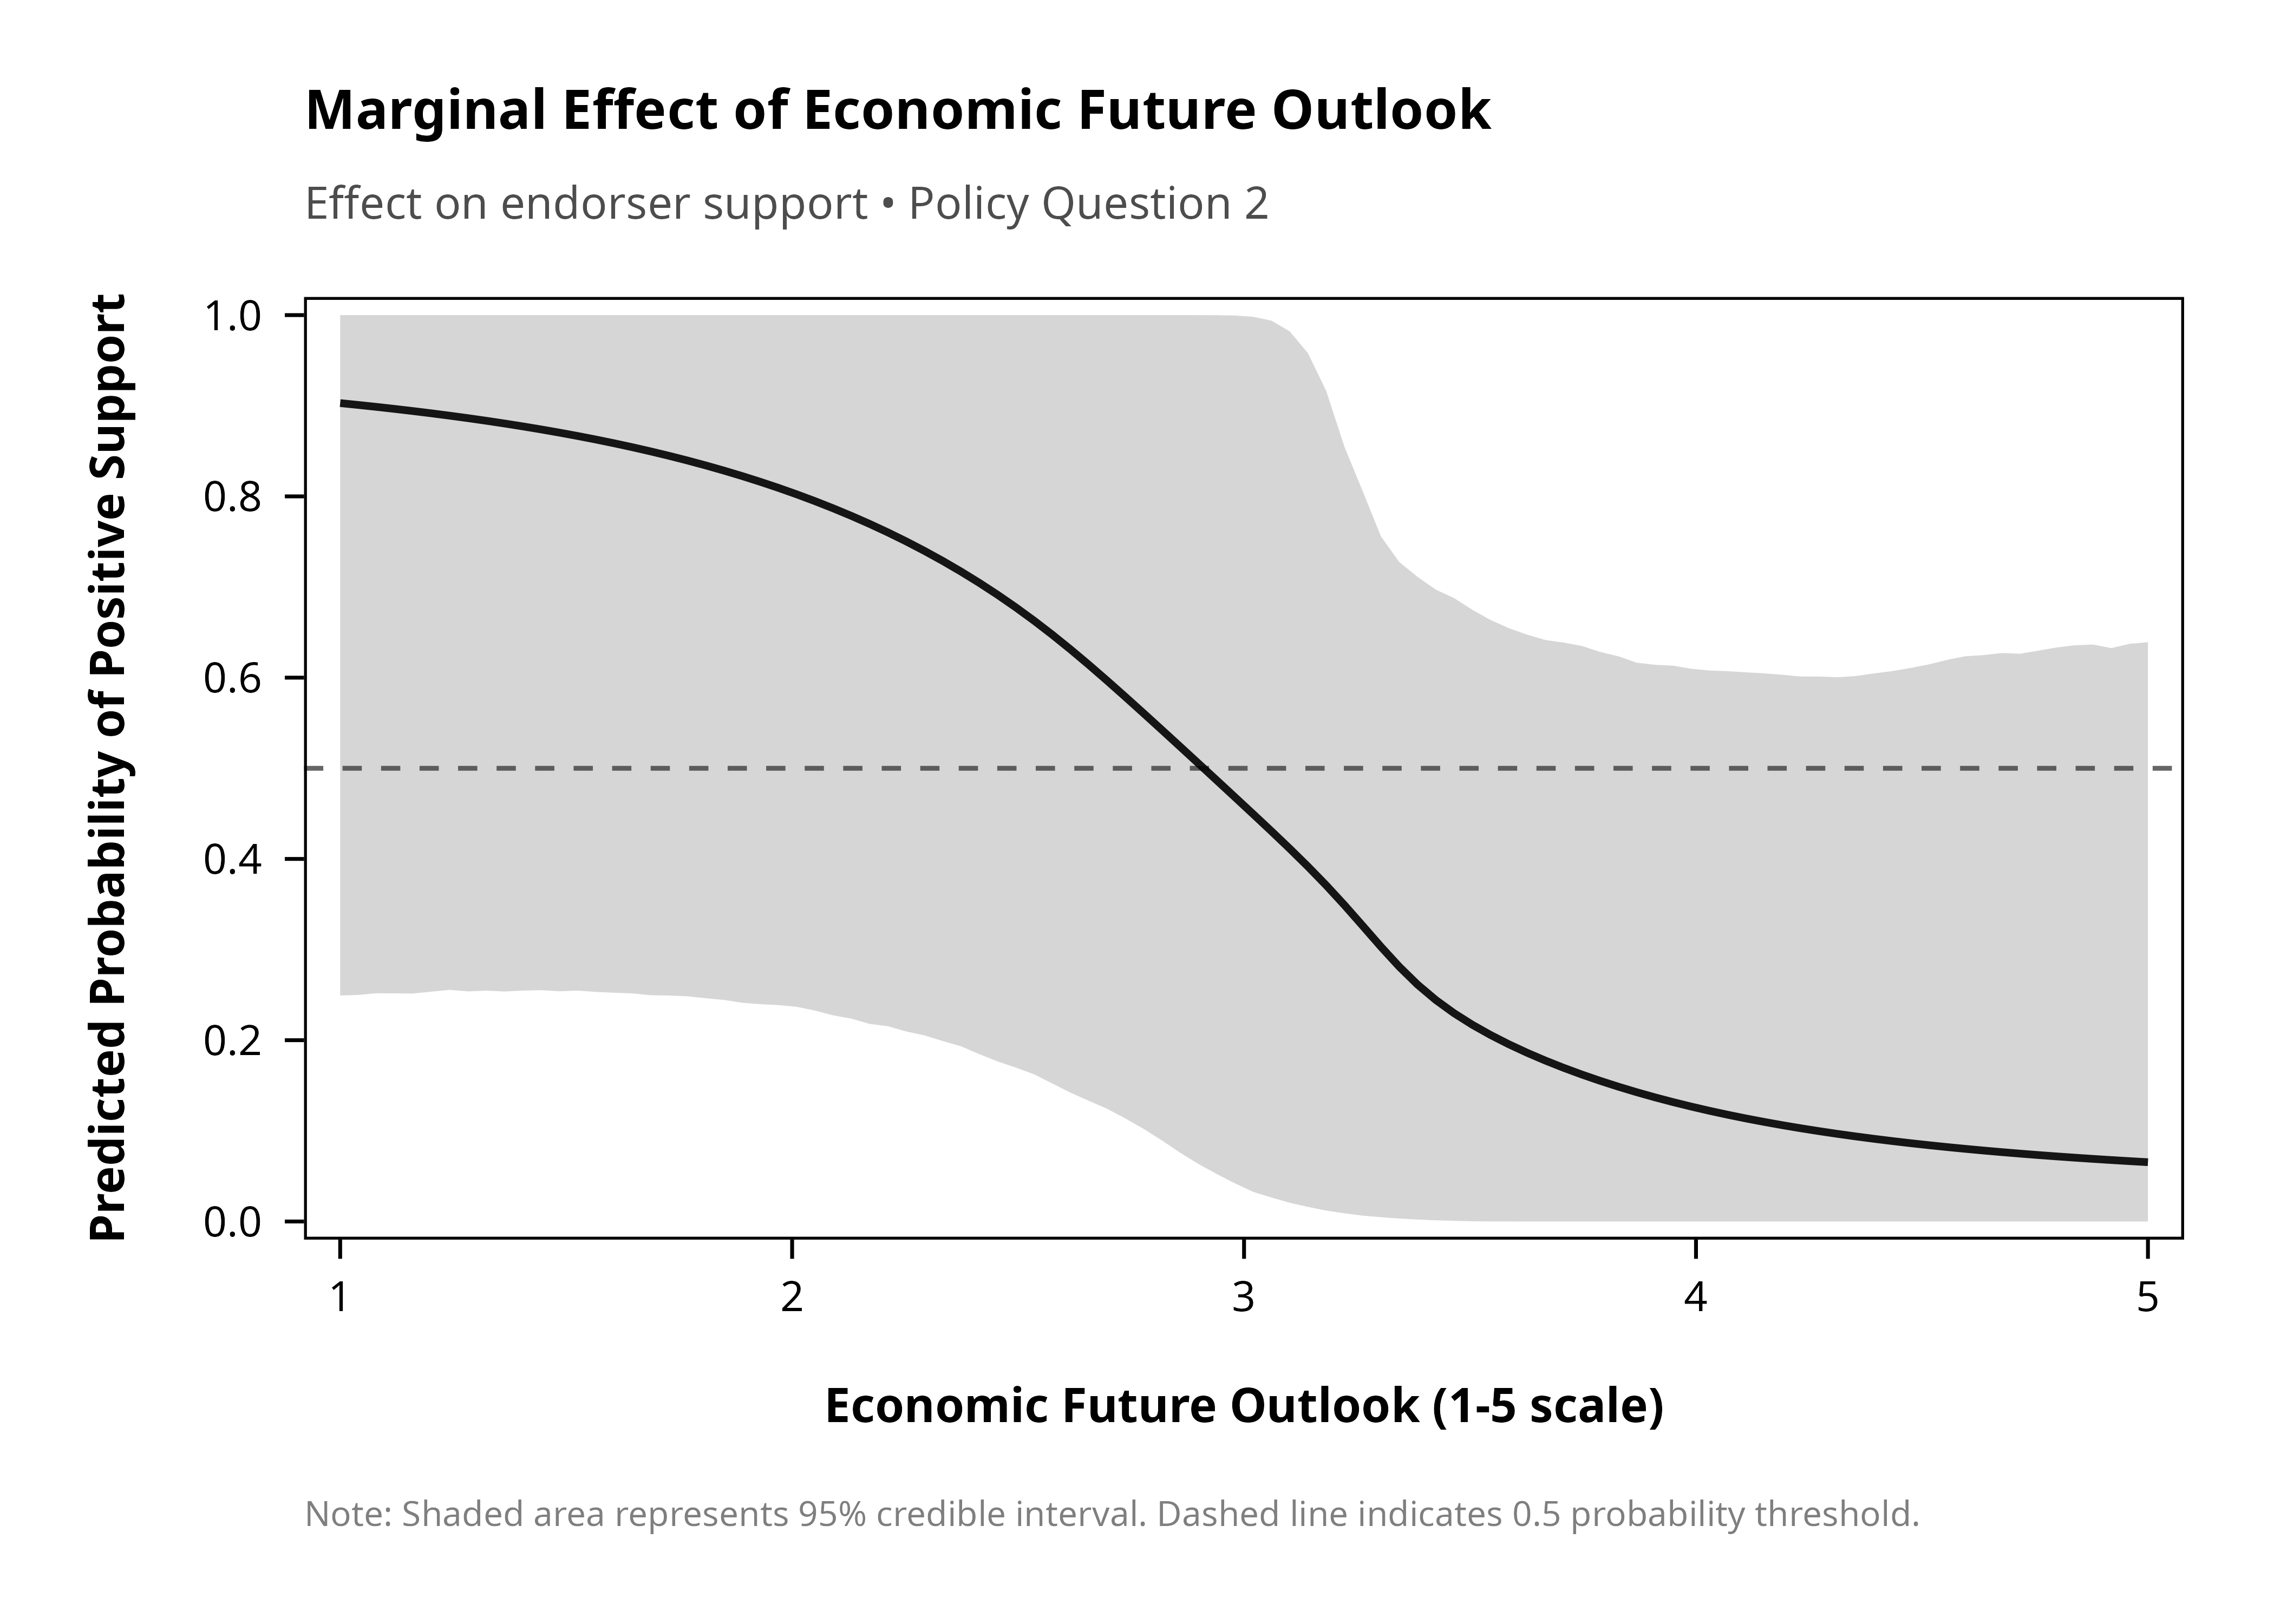 Marginal Effect of Economic Future Outlook
Effect on endorser support • Policy Question 2
Predicted Probability of Positive Support
1.0
0.8
0.6
0.4
0.2
0.0
1 2 3 4 5
Economic Future Outlook (1-5 scale)
Note: Shaded area represents 95% credible interval. Dashed line indicates 0.5 probability threshold.